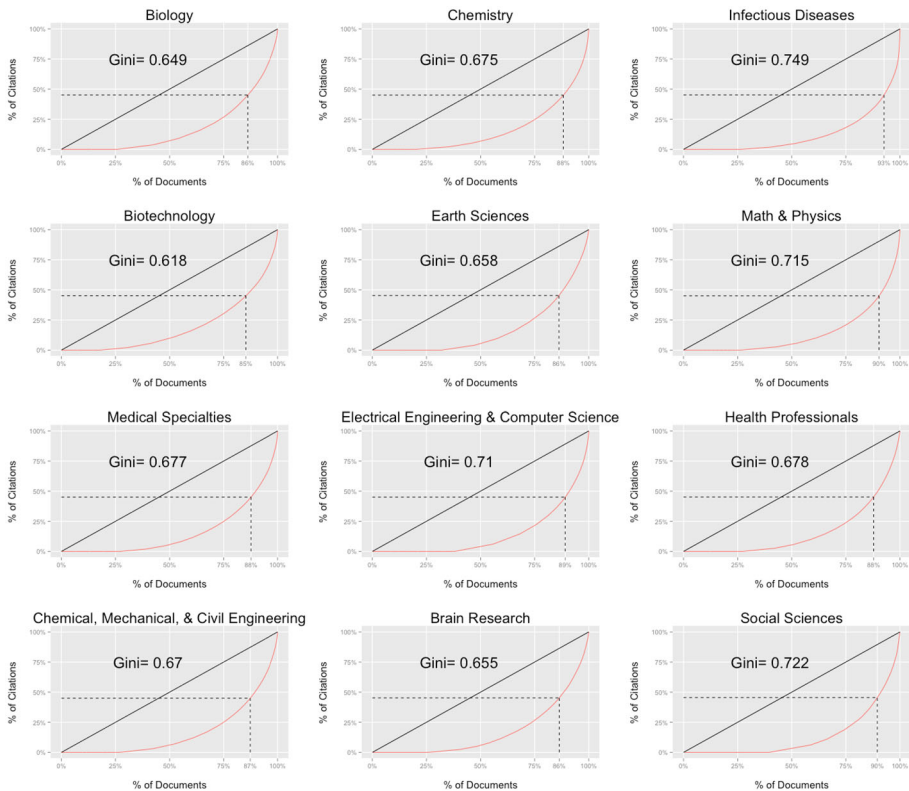 Biology
Chemistry
Infectious Diseases
% of Citations
100%
75%
50%
25%
0%
Gini= 0.649
0%
25%
50%
75%
86%
100%
% of Documents
% of Citations
100%
75%
50%
25%
0%
Gini= 0.675
0%
25%
50%
75%
88%
100%
% of Documents
% of Citations
100%
75%
50%
25%
0%
Gini= 0.749
0%
25%
50%
75%
93%
100%
% of Documents
Biotechnology
Earth Sciences
Math & Physics
% of Citations
100%
75%
50%
25%
0%
Gini= 0.618
0%
25%
50%
75%
85%
100%
% of Documents
% of Citations
100%
75%
50%
25%
0%
Gini= 0.658
0%
25%
50%
75%
86%
100%
% of Documents
% of Citations
100%
75%
50%
25%
0%
Gini= 0.715
0%
25%
50%
75%
90%
100%
% of Documents
Medical Specialties
Electrical Engineering & Computer Science
Health Professionals
% of Citations
100%
75%
50%
25%
0%
Gini= 0.677
0%
25%
50%
75%
88%
100%
% of Documents
% of Citations
100%
75%
50%
25%
0%
Gini= 0.71
0%
25%
50%
75%
89%
100%
% of Documents
% of Citations
100%
75%
50%
25%
0%
Gini= 0.678
0%
25%
50%
75%
88%
100%
% of Documents
Chemical, Mechanical, & Civil Engineering
Brain Research
Social Sciences
% of Citations
100%
75%
50%
25%
0%
Gini= 0.67
0%
25%
50%
75%
87%
100%
% of Documents
% of Citations
100%
75%
50%
25%
0%
Gini= 0.655
0%
25%
50%
75%
86%
100%
% of Documents
% of Citations
100%
75%
50%
25%
0%
Gini= 0.722
0%
25%
50%
75%
90%
100%
% of Documents